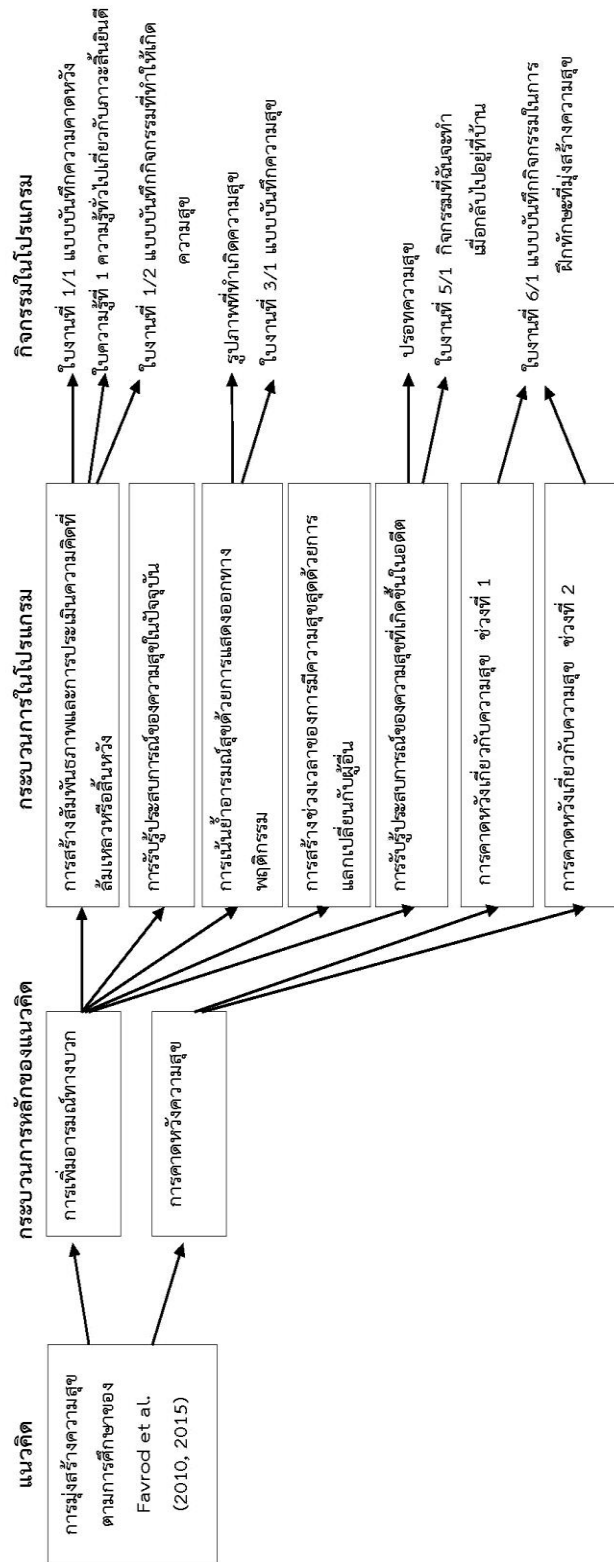 แนวคิด
การมุ่งสร้างความสุข
ตามการศึกษาของ
Favrod et al.
(2010, 2015)
กระบวนการหลักของแนวคิด
การเพิ่มอารมณ์ทางบวก
การคาดหวังความสุข
กระบวนการในโปรแกรม
การสร้างสัมพันธภาพและการประเมินความคิดที่
ล้มเหลวหรือสิ้นหวัง
การรับรู้ประสบการณ์ของความสุขในปัจจุบัน
การเน้นย้ำอารมณ์สุขด้วยการแสดงออกทาง
พฤติกรรม
การสร้างช่วงเวลาของการมีความสุขสุดด้วยการ
แลกเปลี่ยนกับผู้อื่น
การรับรู้ประสบการณ์ของความสุขที่เกิดขึ้นในอดีต
การคาดหวังเกี่ยวกับความสุข ช่วงที่ 1
การคาดหวังเกี่ยวกับความสุข ช่วงที่ 2
กิจกรรมในโปรแกรม
ใบงานที่ 1/1 แบบบันทึกความคาดหวัง
ใบความรู้ที่ 1 ความรู้ทั่วไปเกี่ยวกับภาวะสิ้นยินดี
ใบงานที่ 1/2 แบบบันทึกกิจกรรมที่ทำให้เกิด
ความสุข
รูปภาพที่ทำเกิดความสุข
ใบงานที่ 3/1 แบบบันทึกความสุข
ปรอทความสุข
ใบงานที่ 5/1 กิจกรรมที่ฉันจะทำ
เมื่อกลับไปอยู่ที่บ้าน
ใบงานที่ 6/1 แบบบันทึกกิจกรรมในการ
ฝึกทักษะที่มุ่งสร้างความสุข